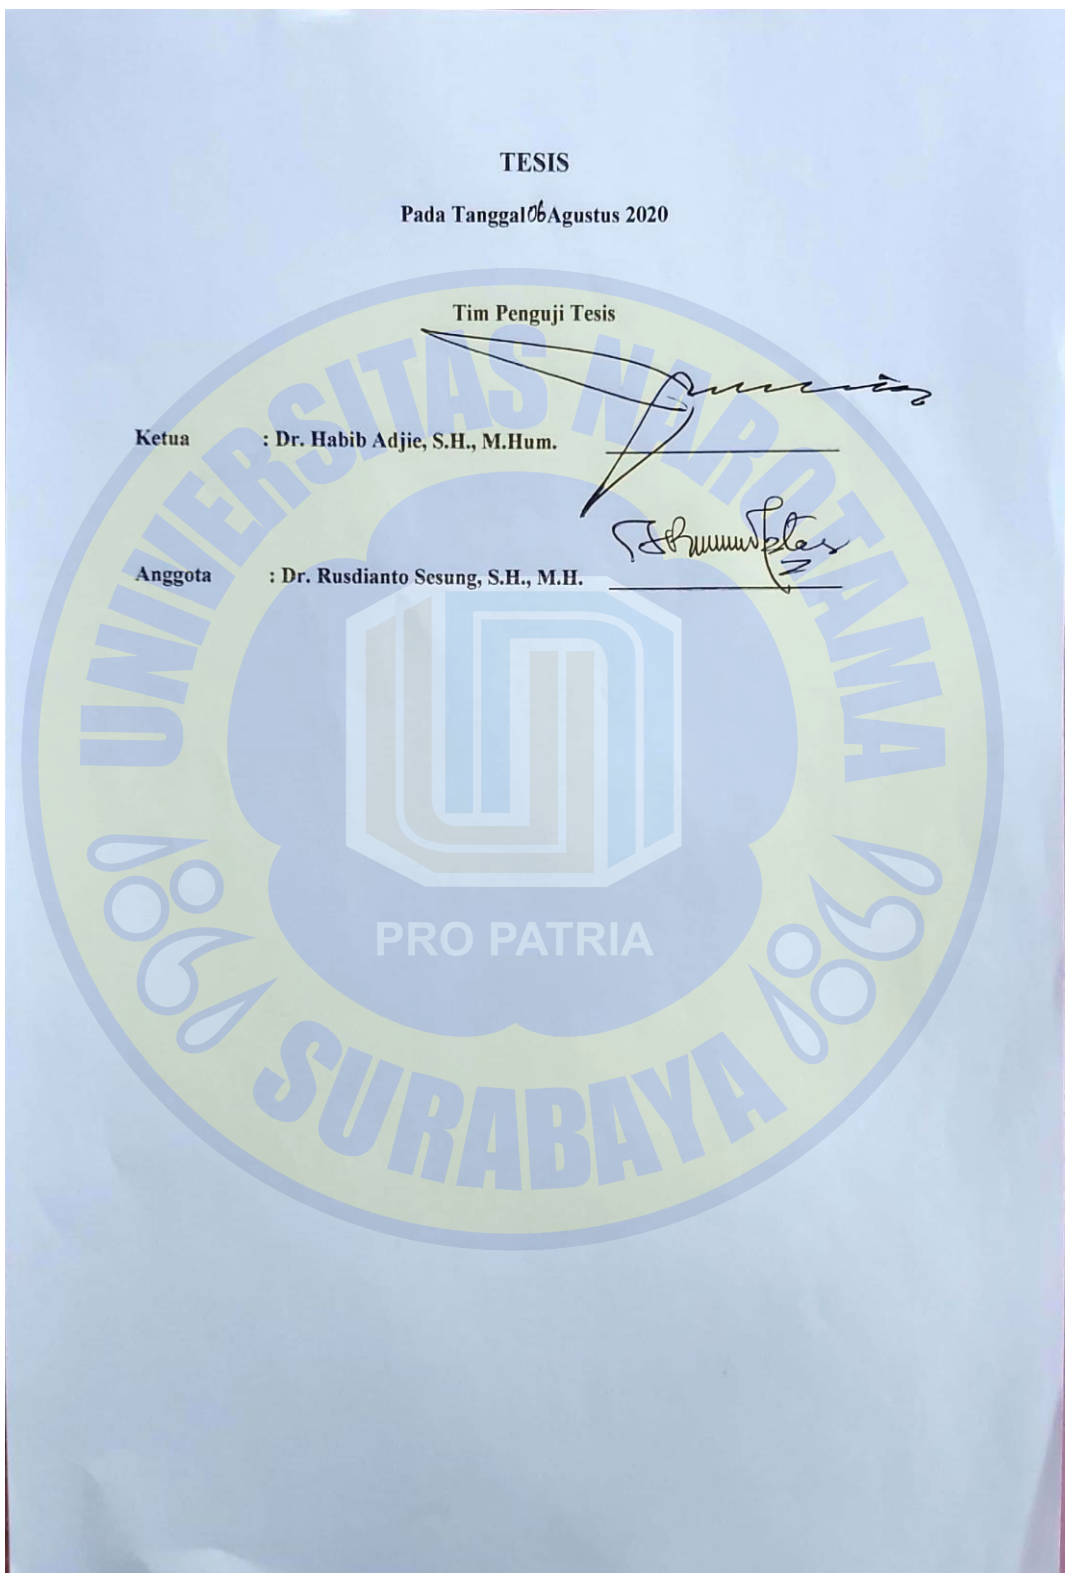 TESIS
Pada Tanggal 06 Agustus 2020
Tim Penguji Tesis
Ketua : Dr. Habib Adjie, S.H., M.Hum.
Anggota : Dr. Rusdianto Sesung, S.H., M.H.
UNIVERSITAS NAROTAMA
PRO PATRIA
SURABAYA